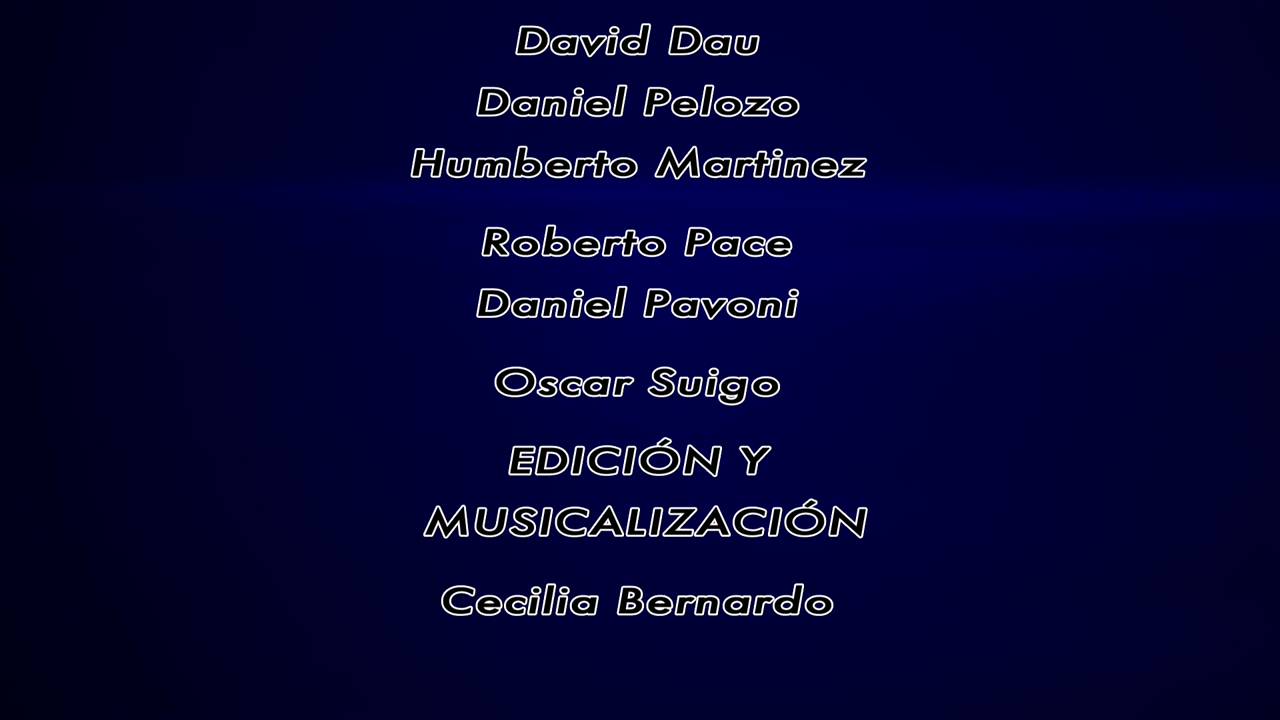 David Dau
Daniel Pelozo
Humberto Martinez
Roberto Pace
Daniel Pavoni
Oscar Suigo
EDICIÓN Y
MUSICALIZACIÓN
Cecilia Bernardo